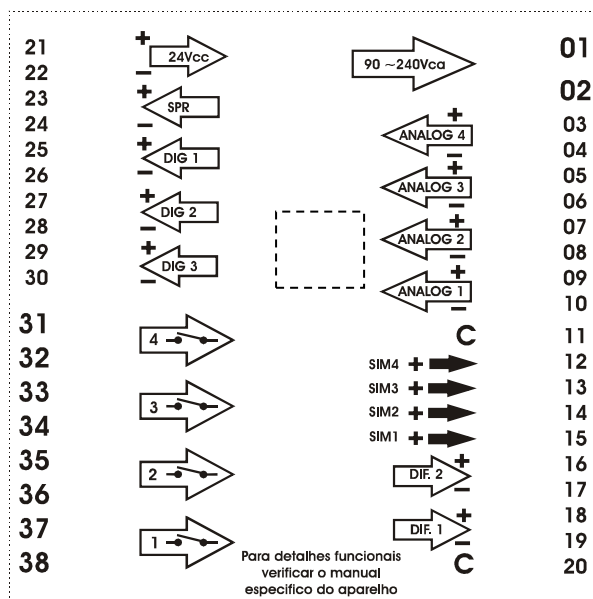 21 + 24Vcc 90 ~240Vca 01
22 − 02
23 + SPR
24 − ANALOG 4 + 03
25 + DIG 1 − 04
26 − ANALOG 3 + 05
27 + DIG 2 − 06
28 − ANALOG 2 + 07
29 + DIG 3 − 08
30 − ANALOG 1 + 09
− 10
31 4 C 11
32 SIM4 + 12
33 3 SIM3 + 13
34 SIM2 + 14
SIM1 + 15
35 2 DIF. 2 + 16
36 − 17
37 1 DIF. 1 + 18
− 19
38 C 20
Para detalhes funcionais
verificar o manual
especifico do aparelho